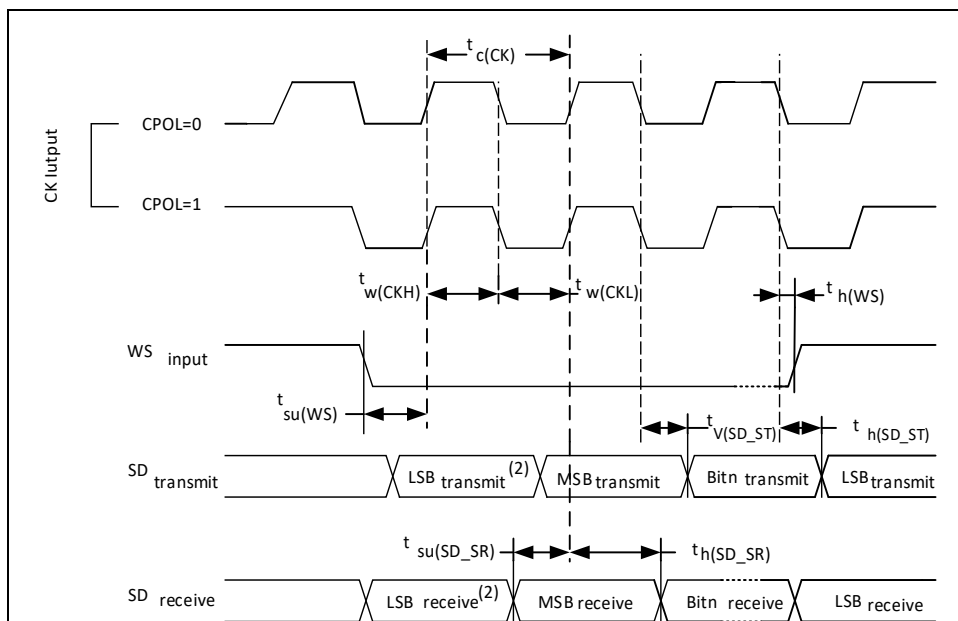 t c(CK)
CPOL=0
CK Iutput
CPOL=1
t w(CKH)
t w(CKL)
t h(WS)
WS input
t su(WS)
t V(SD_ST)
t h(SD_ST)
SD transmit
LSB transmit (2)
MSB transmit
Bitn transmit
LSB transmit
t su(SD_SR)
t h(SD_SR)
SD receive
LSB receive (2)
MSB receive
Bitn receive
LSB receive